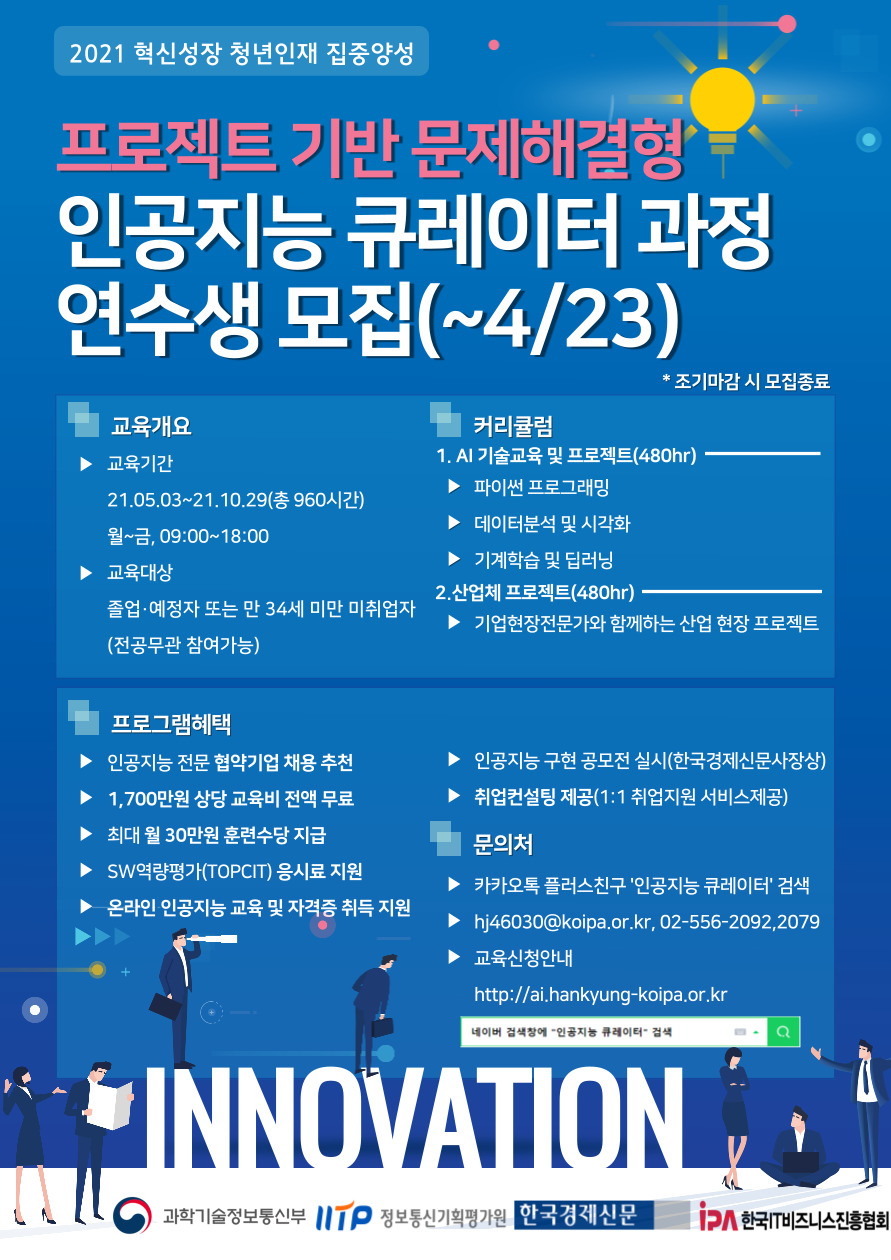 2021 혁신성장 청년인재 집중양성
프로젝트 기반 문제해결형
인공지능 큐레이터 과정
연수생 모집(~4/23)
* 조기마감 시 모집종료
교육개요
▶ 교육기간
21.05.03~21.10.29(총 960시간)
월~금, 09:00~18:00
▶ 교육대상
졸업·예정자 또는 만 34세 미만 미취업자
(전공무관 참여가능)
커리큘럼
1. AI 기술교육 및 프로젝트(480hr)
▶ 파이썬 프로그래밍
▶ 데이터분석 및 시각화
▶ 기계학습 및 딥러닝
2.산업체 프로젝트(480hr)
▶ 기업현장전문가와 함께하는 산업 현장 프로젝트
프로그램혜택
▶ 인공지능 전문 협약기업 채용 추천
▶ 1,700만원 상당 교육비 전액 무료
▶ 최대 월 30만원 훈련수당 지급
▶ SW역량평가(TOPCIT) 응시료 지원
▶ 온라인 인공지능 교육 및 자격증 취득 지원
▶ 인공지능 구현 공모전 실시(한국경제신문사장상)
▶ 취업컨설팅 제공(1:1 취업지원 서비스제공)
문의처
▶ 카카오톡 플러스친구 '인공지능 큐레이터' 검색
▶ hj46030@koipa.or.kr, 02-556-2092,2079
▶ 교육신청안내
http://ai.hankyung-koipa.or.kr
네이버 검색창에 "인공지능 큐레이터" 검색
INNOVATION
과학기술정보통신부 IITP 정보통신기획평가원 한국경제신문 iPA 한국IT비즈니스진흥협회